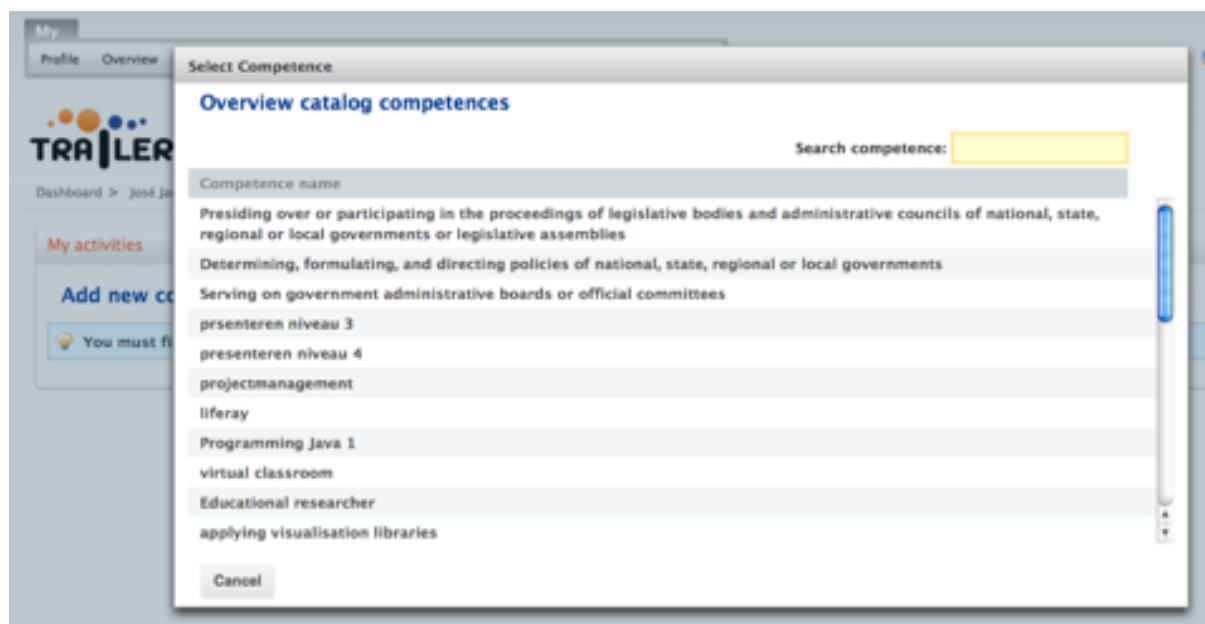 My
Profile Overview
Select Competence
Overview catalog competences
TRAILER
Search competence:
Dashboard > José Ja
Competence name
Presiding over or participating in the proceedings of legislative bodies and administrative councils of national, state,
regional or local governments or legislative assemblies
My activities
Determining, formulating, and directing policies of national, state, regional or local governments
Add new co
Serving on government administrative boards or official committees
prsenteren niveau 3
You must fi
presenteren niveau 4
projectmanagement
liferay
Programming Java 1
virtual classroom
Educational researcher
applying visualisation libraries
Cancel